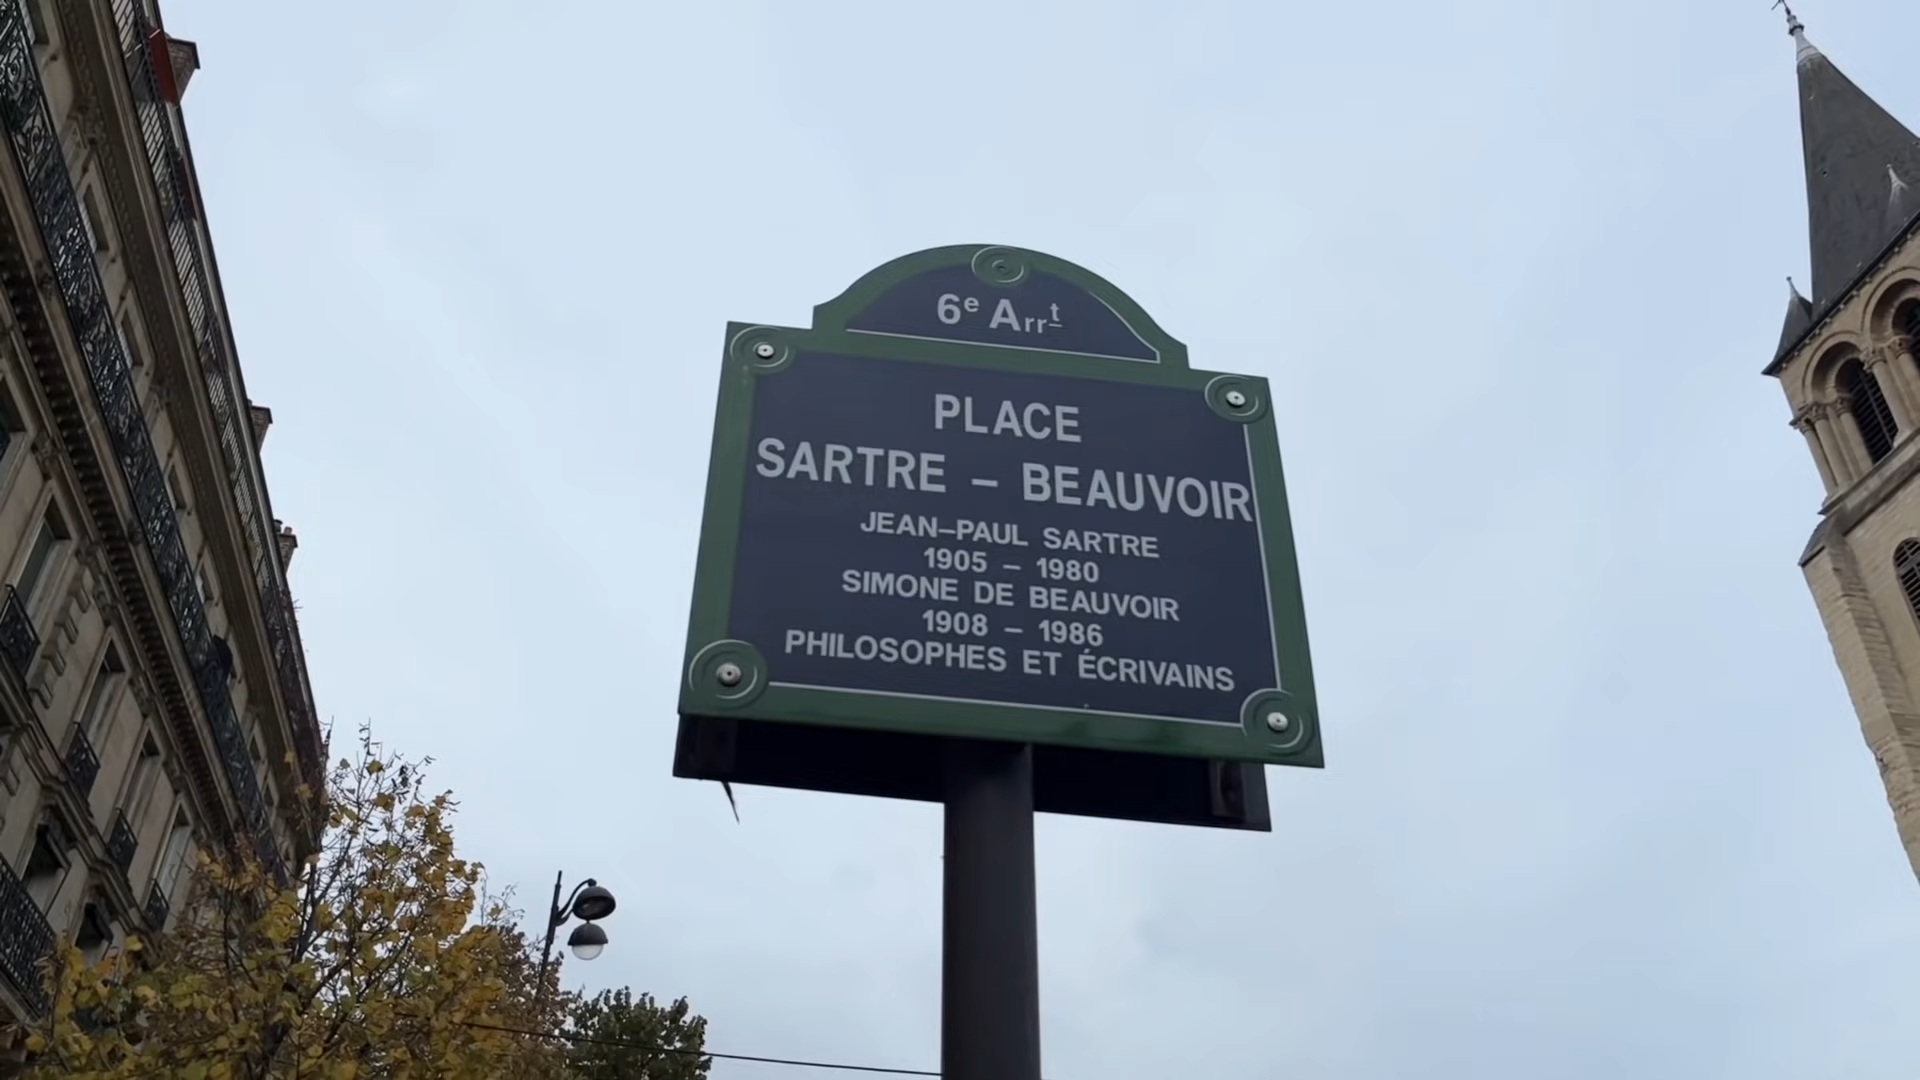 6e Arrt
PLACE
SARTRE – BEAUVOIR
JEAN–PAUL SARTRE
1905 – 1980
SIMONE DE BEAUVOIR
1908 – 1986
PHILOSOPHES ET ÉCRIVAINS